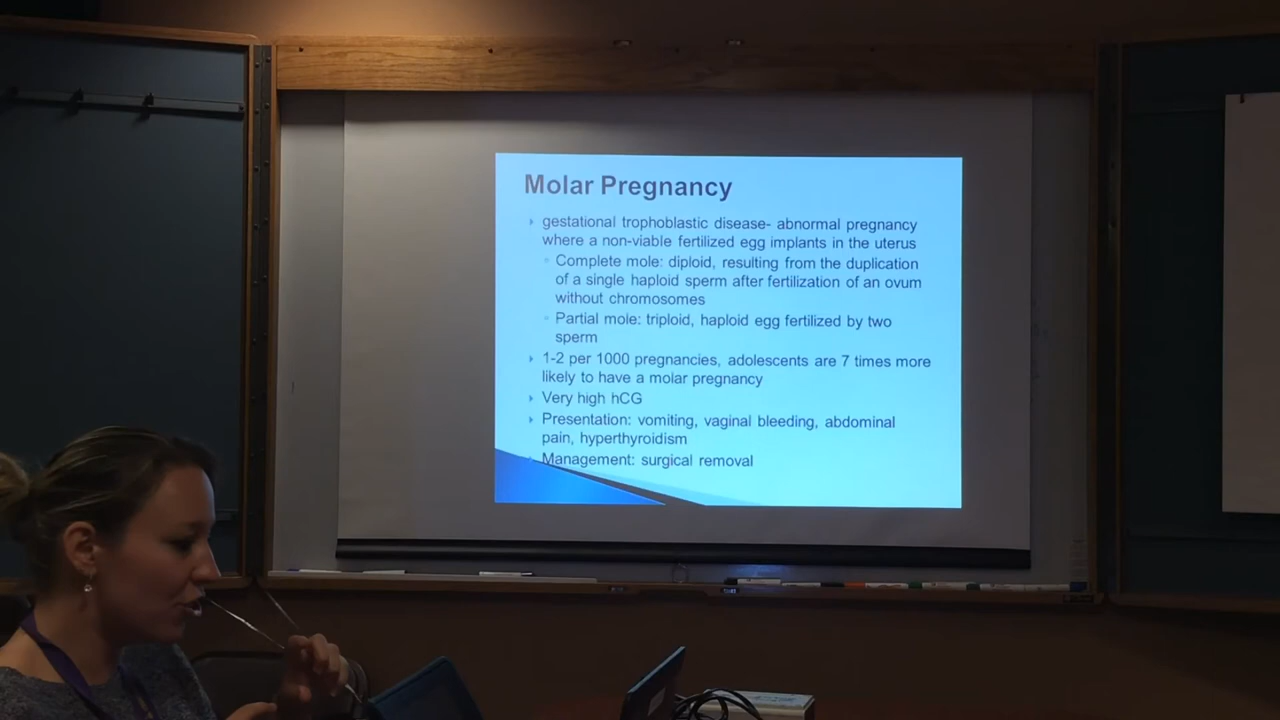 Molar Pregnancy
gestational trophoblastic disease- abnormal pregnancy
where a non-viable fertilized egg implants in the uterus
Complete mole: diploid, resulting from the duplication
of a single haploid sperm after fertilization of an ovum
without chromosomes
Partial mole: triploid, haploid egg fertilized by two
sperm
1-2 per 1000 pregnancies, adolescents are 7 times more
likely to have a molar pregnancy
Very high hCG
Presentation: vomiting, vaginal bleeding, abdominal
pain, hyperthyroidism
Management: surgical removal